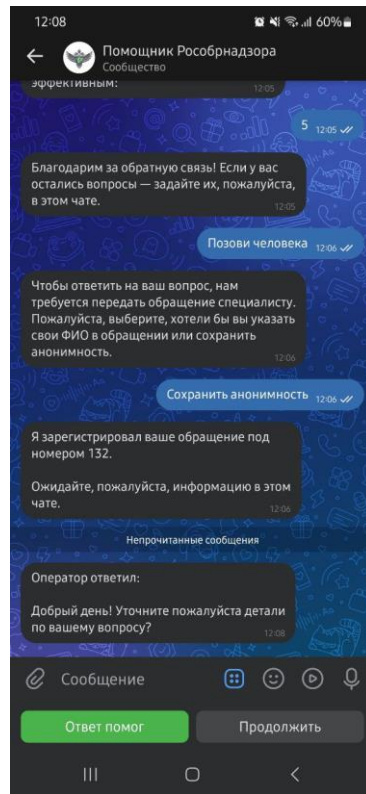 12:08
60%
Помощник Рособрнадзора
Сообщество
эффективным:
12:05
5
12:05
Благодарим за обратную связь! Если у вас
остались вопросы — задайте их, пожалуйста,
в этом чате.
12:05
Позови человека
12:06
Чтобы ответить на ваш вопрос, нам
требуется передать обращение специалисту.
Пожалуйста, выберите, хотели бы вы указать
свои ФИО в обращении или сохранить
анонимность.
12:06
Сохранить анонимность
12:06
Я зарегистрировал ваше обращение под
номером 132.
Ожидайте, пожалуйста, информацию в этом
чате.
12:06
Непрочитанные сообщения
Оператор ответил:
Добрый день! Уточните пожалуйста детали
по вашему вопросу?
12:08
Сообщение
Ответ помог
Продолжить